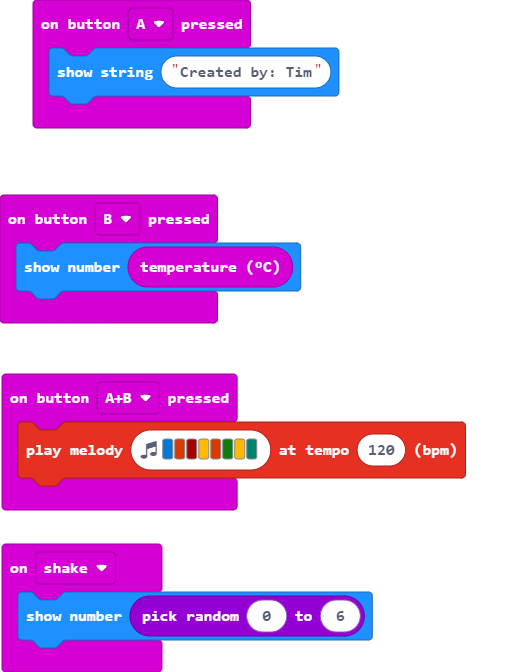 on button A pressed
show string "Created by: Tim"
on button B pressed
show number temperature (ºC)
on button A+B pressed
play melody at tempo 120 (bpm)
on shake
show number pick random 0 to 6